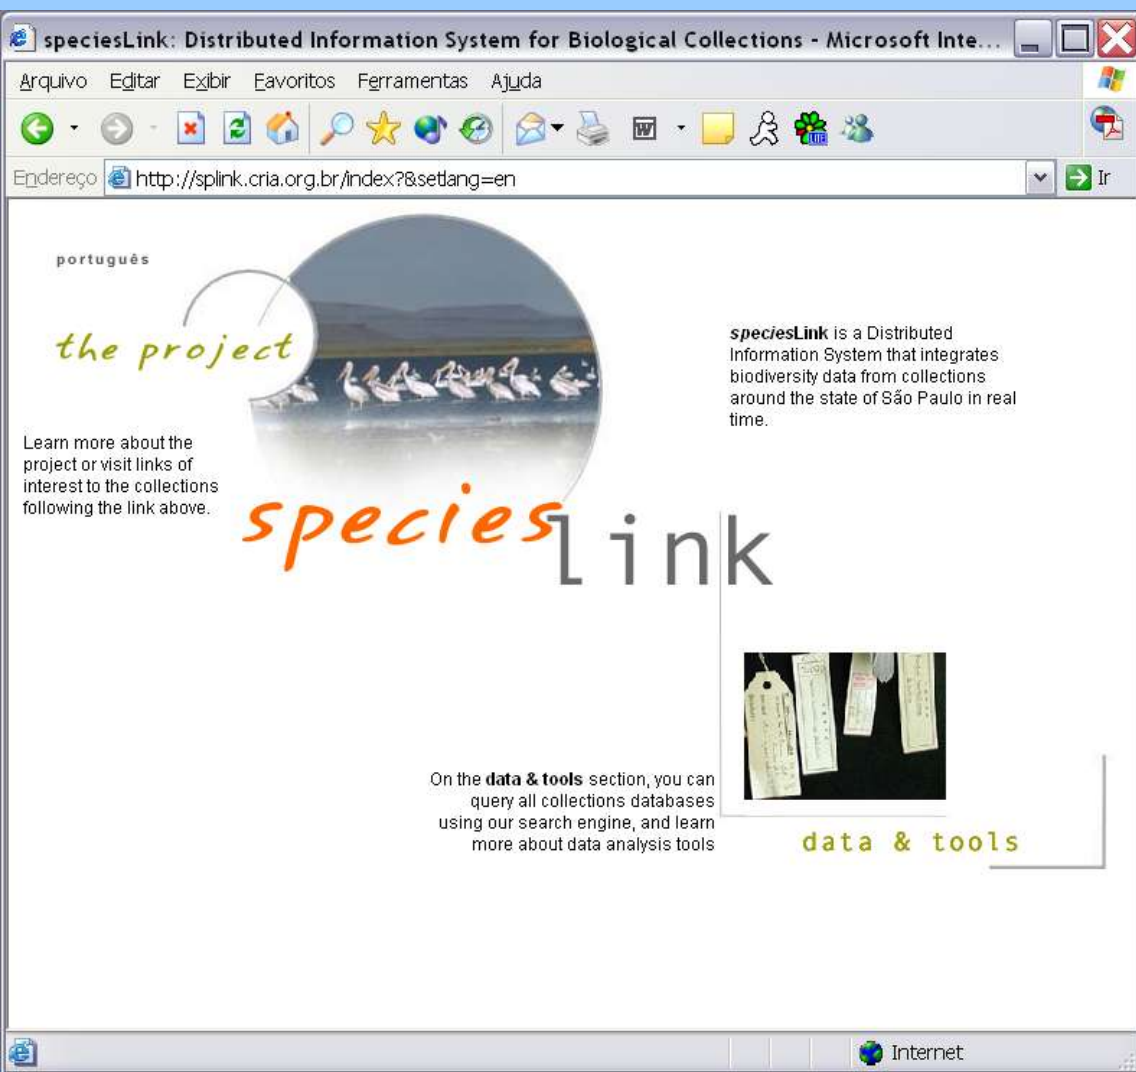 speciesLink: Distributed Information System for Biological Collections - Microsoft Inte...
Arquivo Editar Exibir Favoritos Ferramentas Ajuda
Endereço http://splink.cria.org.br/index?&setlang=en Ir
português
the project
Learn more about the
project or visit links of
interest to the collections
following the link above.
speciesLink is a Distributed
Information System that integrates
biodiversity data from collections
around the state of São Paulo in real
time.
species
link
On the data & tools section, you can
query all collections databases
using our search engine, and learn
more about data analysis tools
data & tools
Internet